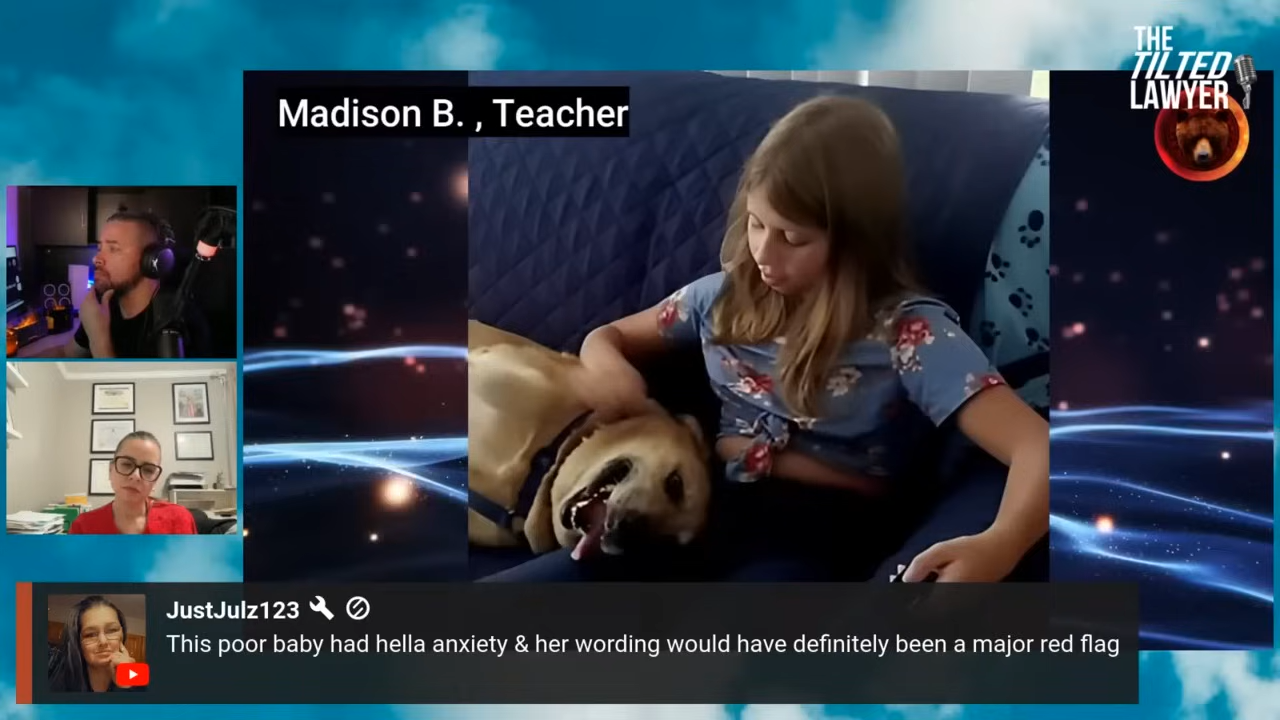 THE
TILTED
LAWYER
Madison B. , Teacher
JustJulz123
This poor baby had hella anxiety & her wording would have definitely been a major red flag